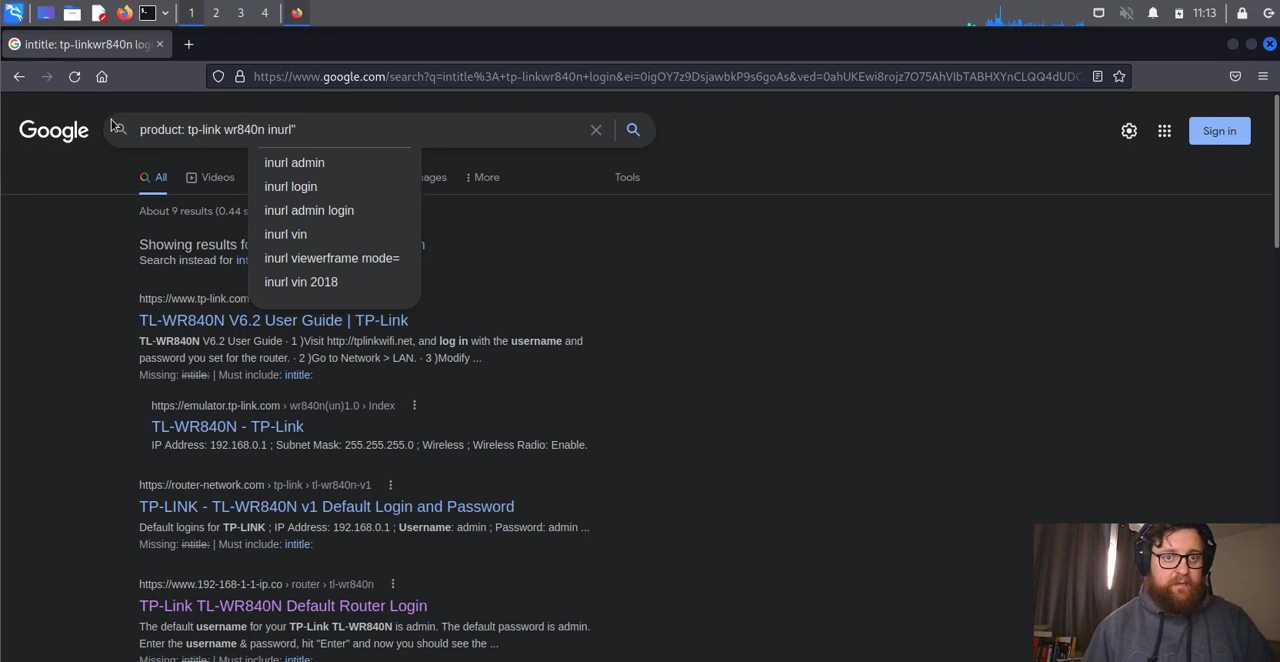 1 2 3 4
11:13
intitle: tp-linkwr840n log
https://www.google.com/search?q=intitle%3A+tp-linkwr840n+login&ei=0igOY7z9DsjawbkP9s6goAs&ved=0ahUKEwi8rojz7O75AhVIbTABHXYnCLQQ4dUDC
Google
product: tp-link wr840n inurl"
Sign in
inurl admin
inurl login
inurl admin login
inurl vin
inurl viewerframe mode=
inurl vin 2018
All
Videos
ages
More
Tools
About 9 results (0.44 s
Showing results fo
n
Search instead for int
https://www.tp-link.com
TL-WR840N V6.2 User Guide | TP-Link
TL-WR840N V6.2 User Guide · 1 )Visit http://tplinkwifi.net, and log in with the username and
password you set for the router. · 2 )Go to Network > LAN. · 3 )Modify ...
Missing: intitle: | Must include: intitle:
https://emulator.tp-link.com › wr840n(un)1.0 › Index
TL-WR840N - TP-Link
IP Address: 192.168.0.1 ; Subnet Mask: 255.255.255.0 ; Wireless ; Wireless Radio: Enable.
https://router-network.com › tp-link › tl-wr840n-v1
TP-LINK - TL-WR840N v1 Default Login and Password
Default logins for TP-LINK ; IP Address: 192.168.0.1 ; Username: admin ; Password: admin ...
Missing: intitle: | Must include: intitle:
https://www.192-168-1-1-ip.co › router › tl-wr840n
TP-Link TL-WR840N Default Router Login
The default username for your TP-Link TL-WR840N is admin. The default password is admin.
Enter the username & password, hit "Enter" and now you should see the ...
Missing: intitle: | Must include: intitle: